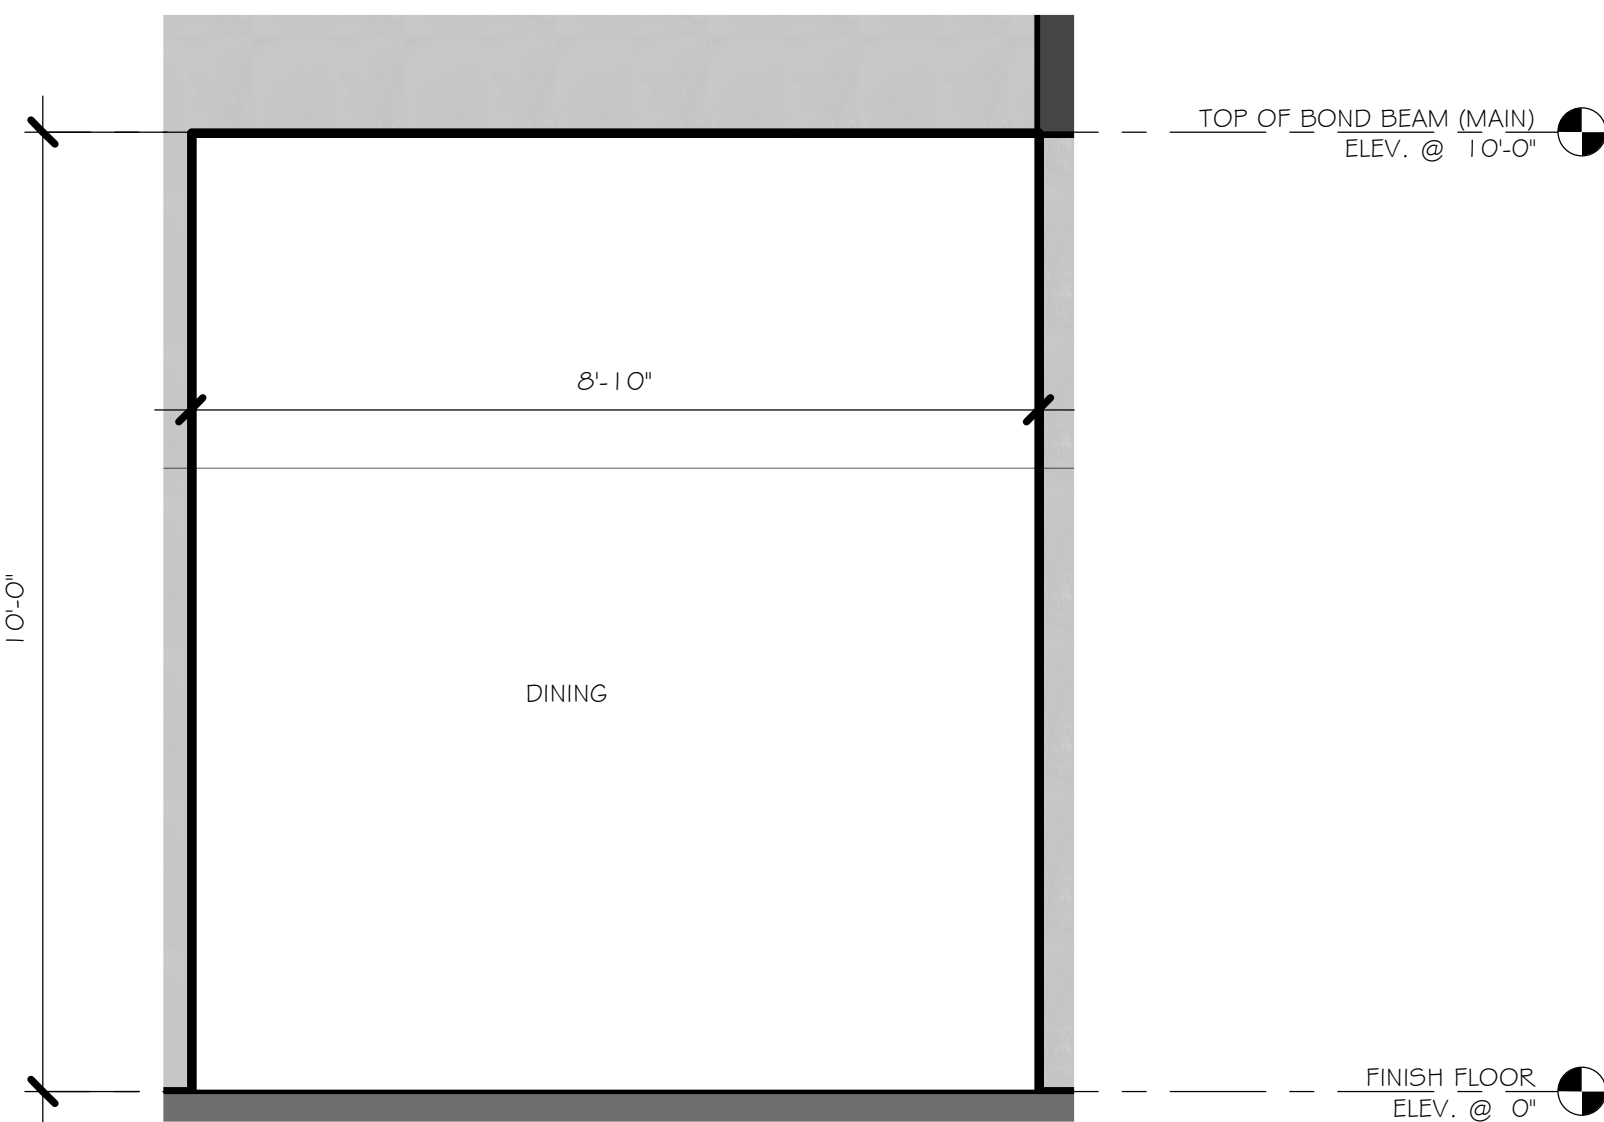 TOP OF BOND BEAM (MAIN)
ELEV. @ 10'-0"
8'-10"
10'-0"
DINING
FINISH FLOOR
ELEV. @ 0"